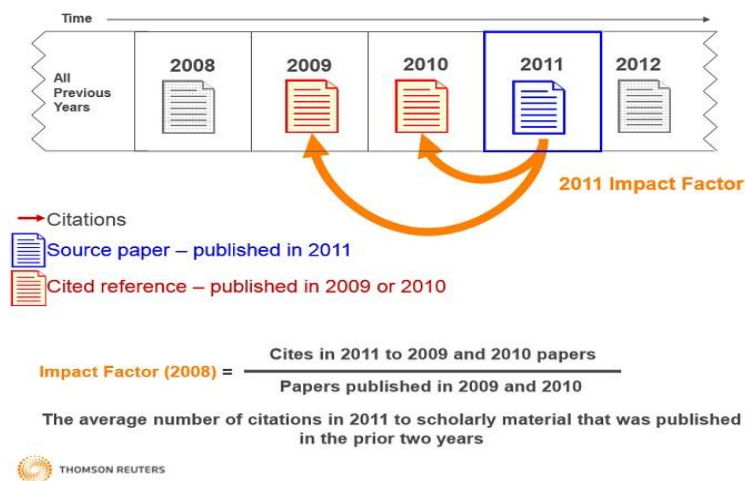 Time
All
Previous
Years
2008
2009
2010
2011
2012
2011 Impact Factor
Citations
Source paper – published in 2011
Cited reference – published in 2009 or 2010
Impact Factor (2008) =
Cites in 2011 to 2009 and 2010 papers
Papers published in 2009 and 2010
The average number of citations in 2011 to scholarly material that was published
in the prior two years
THOMSON REUTERS